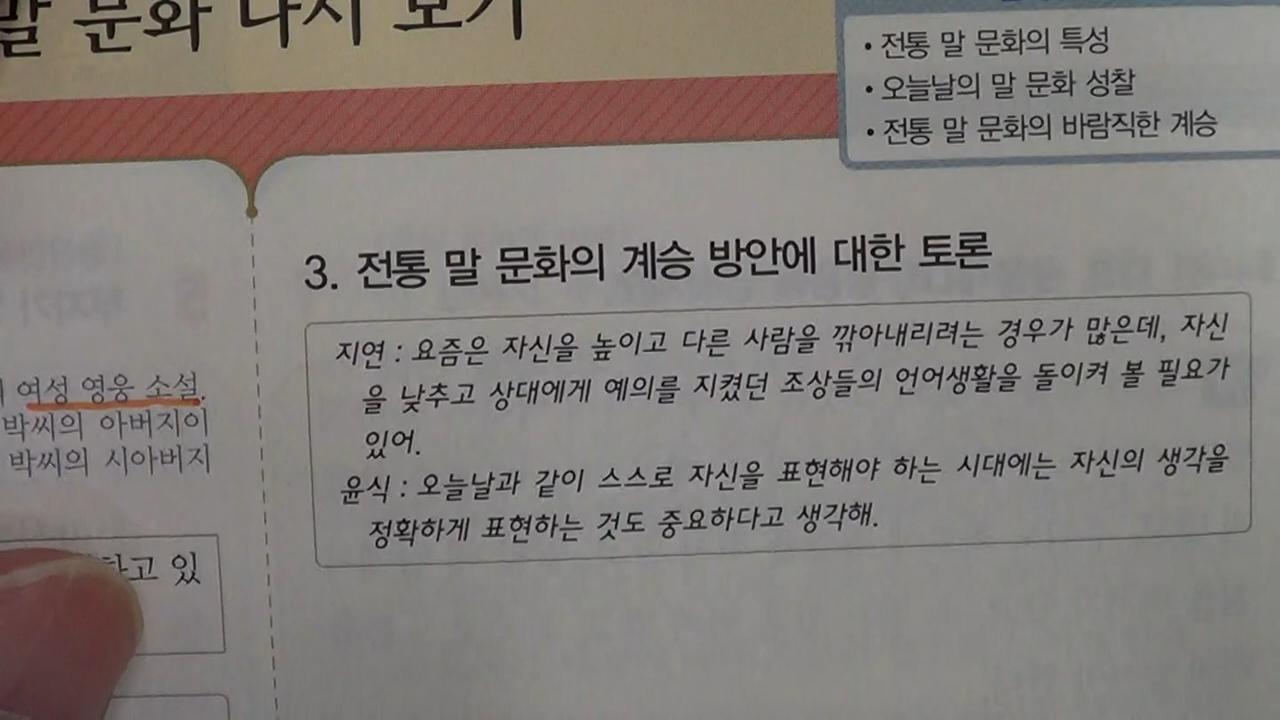 말 문화 다시 보기
• 전통 말 문화의 특성
• 오늘날의 말 문화 성찰
• 전통 말 문화의 바람직한 계승
여성 영웅 소설.
박씨의 아버지이
박씨의 시아버지
하고 있
3. 전통 말 문화의 계승 방안에 대한 토론
지연 : 요즘은 자신을 높이고 다른 사람을 깎아내리려는 경우가 많은데, 자신
을 낮추고 상대에게 예의를 지켰던 조상들의 언어생활을 돌이켜 볼 필요가
있어.
윤식 : 오늘날과 같이 스스로 자신을 표현해야 하는 시대에는 자신의 생각을
정확하게 표현하는 것도 중요하다고 생각해.